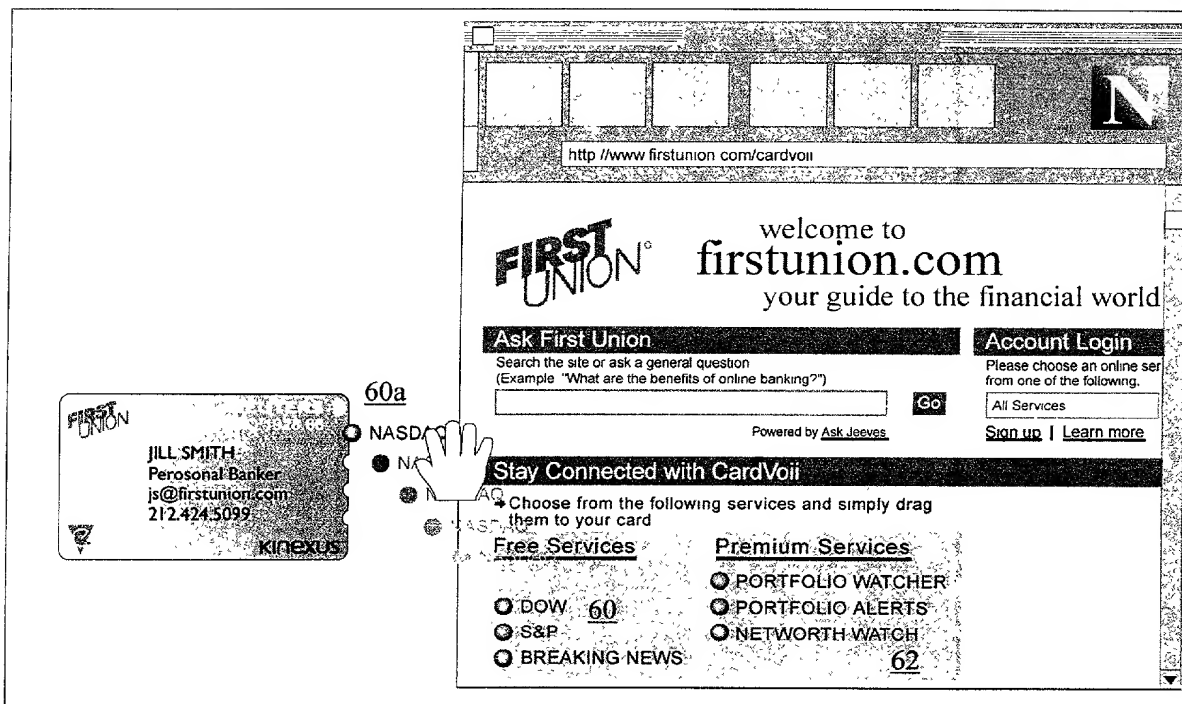 N
http //www firstunion com/cardvoii
FIRST
UNION
welcome to
firstunion.com
your guide to the financial world
Ask First Union
Search the site or ask a general question
(Example "What are the benefits of online banking?")
Go
Powered by Ask Jeeves
Account Login
Please choose an online ser
from one of the following.
All Services
Sign up | Learn more
60a
FIRST
UNION
JILL SMITH
Perosonal Banker
js@firstunion.com
212.424.5099
KINEXUS
NASDAQ
NASDAQ
Stay Connected with CardVoii
Choose from the following services and simply drag
them to your card
Free Services
DOW 60
S&P
BREAKING NEWS
Premium Services
PORTFOLIO WATCHER
PORTFOLIO ALERTS
NETWORTH WATCH
62